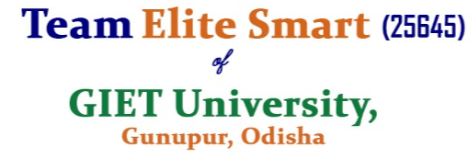 Team Elite Smart (25645)
of
GIET University,
Gunupur, Odisha